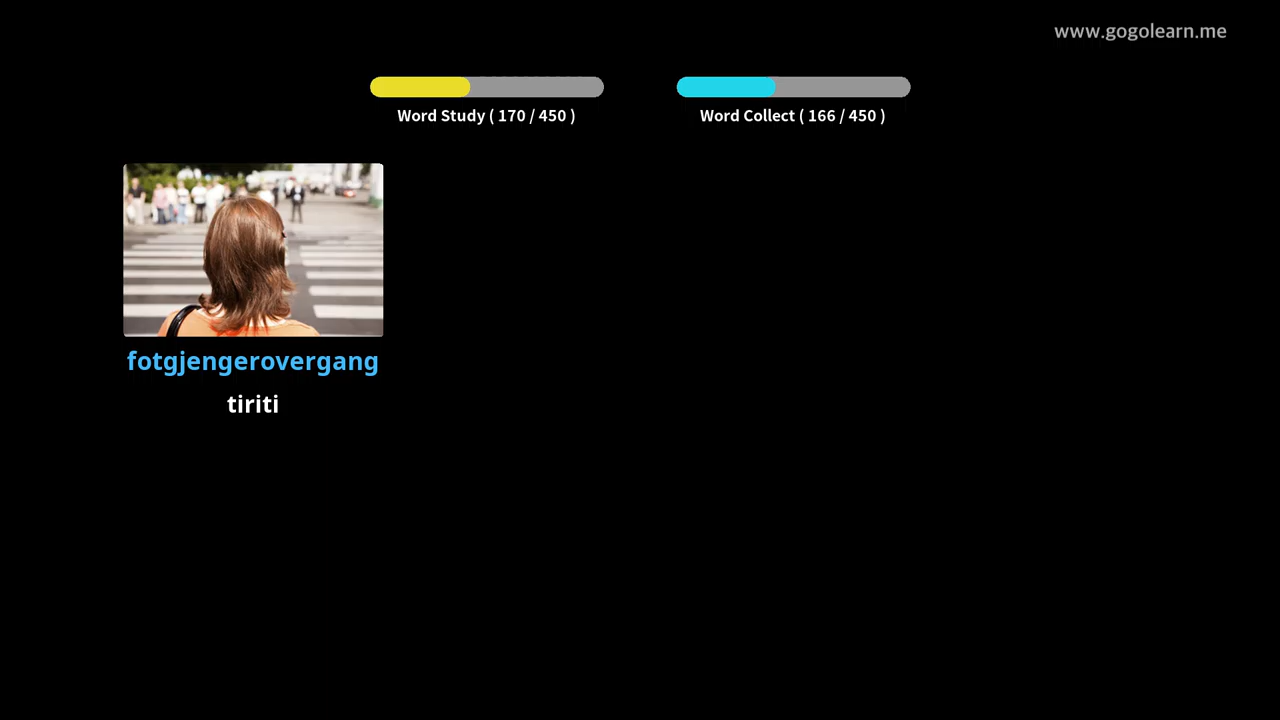 www.gogolearn.me
Word Study ( 170 / 450 )
Word Collect ( 166 / 450 )
fotgjengerovergang
tiriti